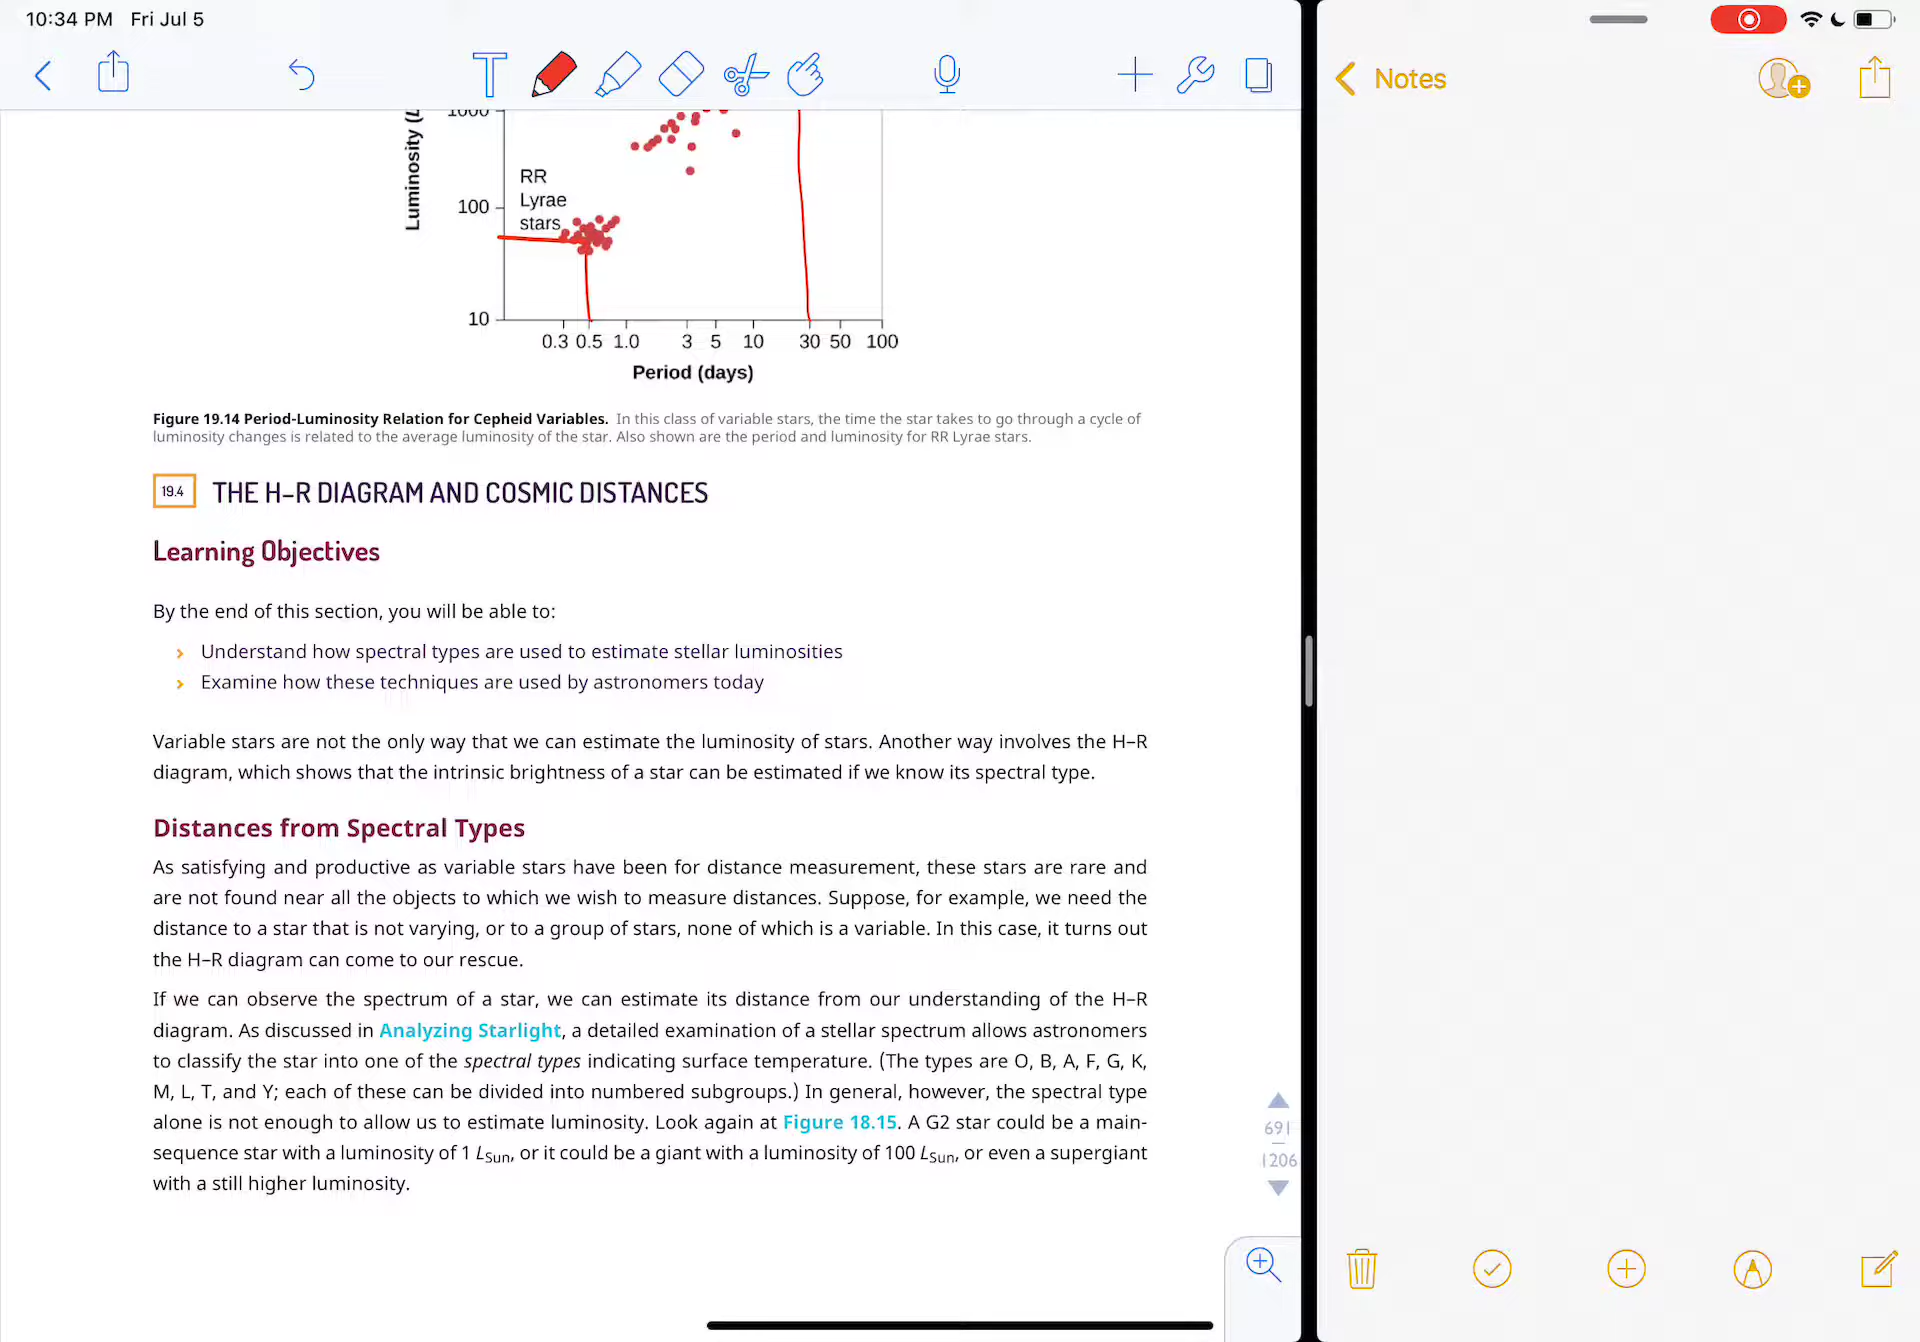 10:34 PM Fri Jul 5
T
Notes
1000
Luminosity (L
RR
Lyrae
stars
100
10
0.3 0.5 1.0 3 5 10 30 50 100
Period (days)
Figure 19.14 Period-Luminosity Relation for Cepheid Variables. In this class of variable stars, the time the star takes to go through a cycle of
luminosity changes is related to the average luminosity of the star. Also shown are the period and luminosity for RR Lyrae stars.
19.4 THE H–R DIAGRAM AND COSMIC DISTANCES
Learning Objectives
By the end of this section, you will be able to:
› Understand how spectral types are used to estimate stellar luminosities
› Examine how these techniques are used by astronomers today
Variable stars are not the only way that we can estimate the luminosity of stars. Another way involves the H–R
diagram, which shows that the intrinsic brightness of a star can be estimated if we know its spectral type.
Distances from Spectral Types
As satisfying and productive as variable stars have been for distance measurement, these stars are rare and
are not found near all the objects to which we wish to measure distances. Suppose, for example, we need the
distance to a star that is not varying, or to a group of stars, none of which is a variable. In this case, it turns out
the H–R diagram can come to our rescue.
If we can observe the spectrum of a star, we can estimate its distance from our understanding of the H–R
diagram. As discussed in Analyzing Starlight, a detailed examination of a stellar spectrum allows astronomers
to classify the star into one of the spectral types indicating surface temperature. (The types are O, B, A, F, G, K,
M, L, T, and Y; each of these can be divided into numbered subgroups.) In general, however, the spectral type
alone is not enough to allow us to estimate luminosity. Look again at Figure 18.15. A G2 star could be a main-
sequence star with a luminosity of 1 LSun, or it could be a giant with a luminosity of 100 LSun, or even a supergiant
with a still higher luminosity.
691
1206